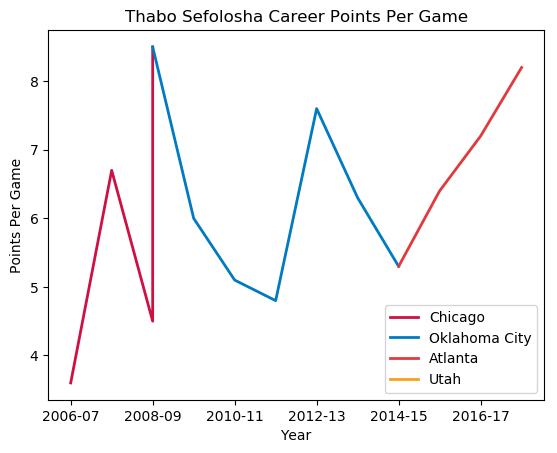 Thabo Sefolosha Career Points Per Game
Points Per Game
8
7
6
5
4
Chicago
Oklahoma City
Atlanta
Utah
2006-07 2008-09 2010-11 2012-13 2014-15 2016-17
Year